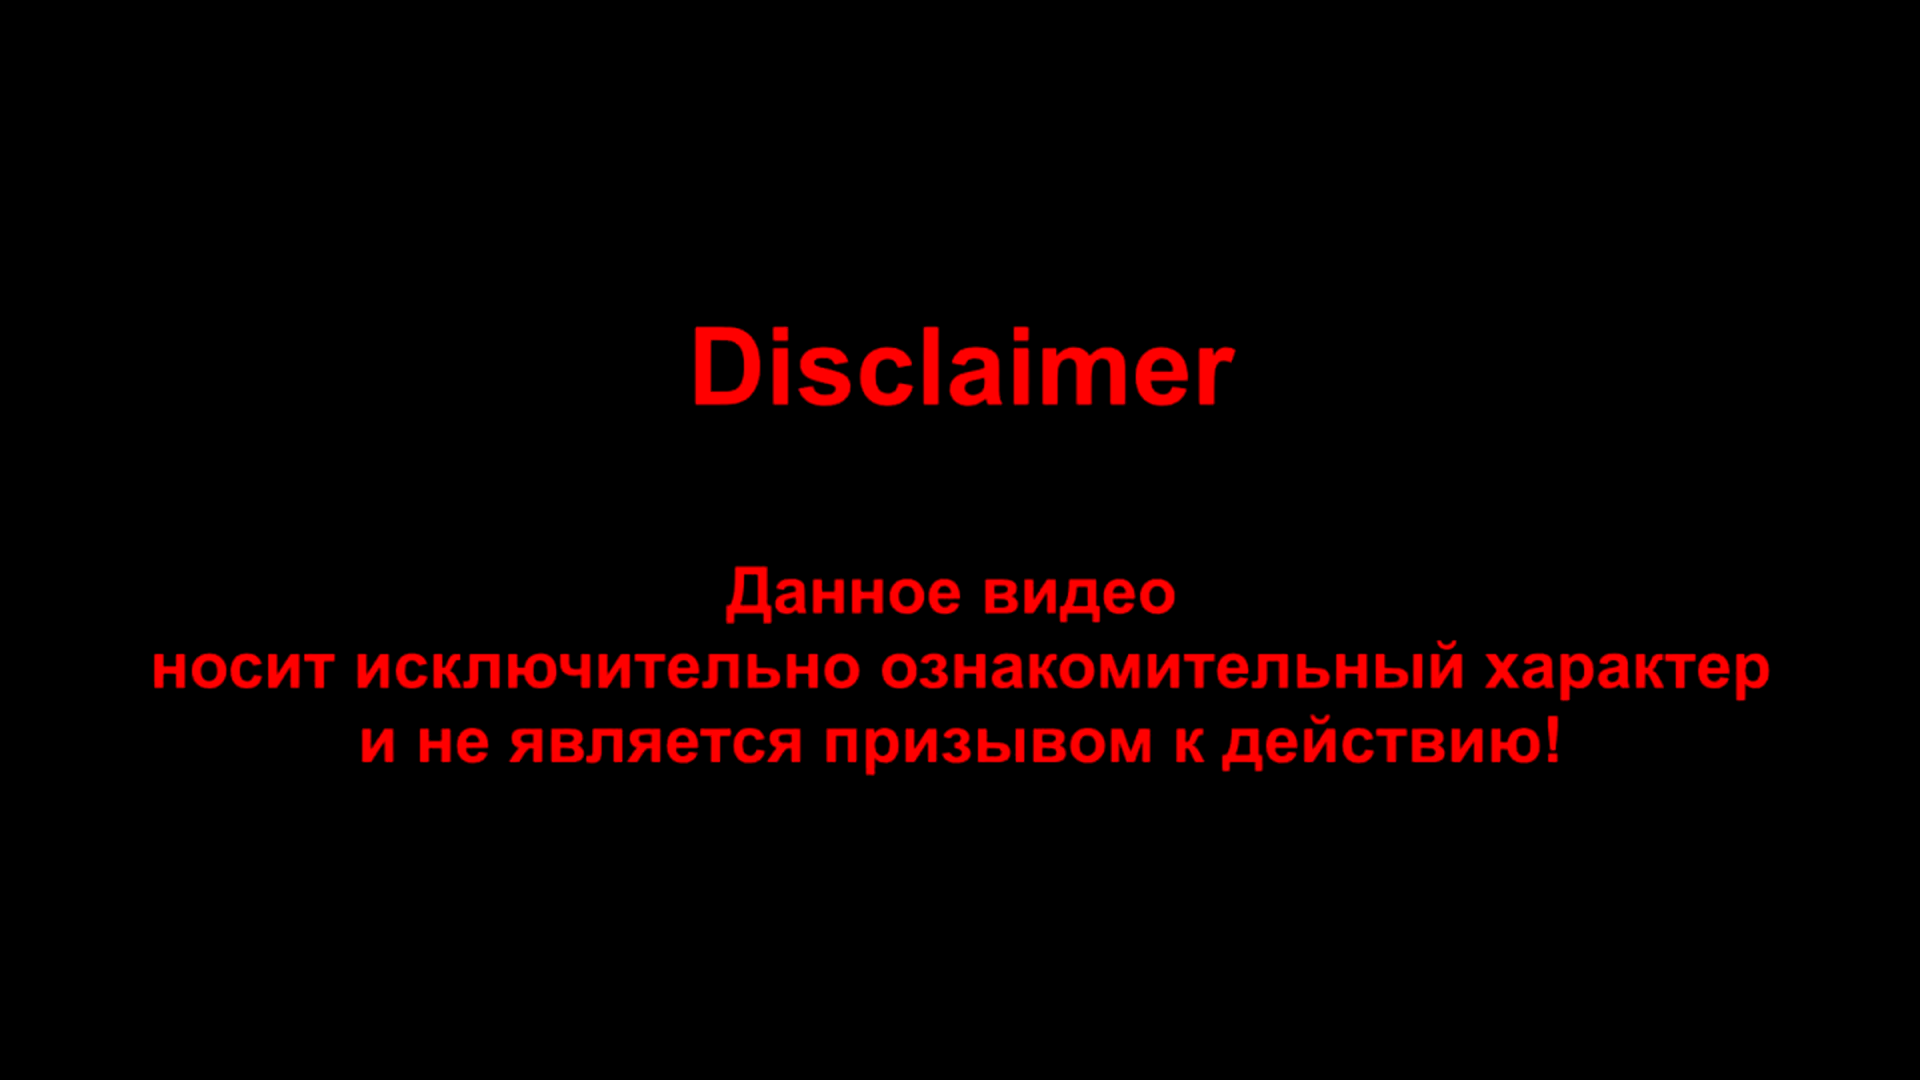 Disclaimer
Данное видео
носит исключительно ознакомительный характер
и не является призывом к действию!